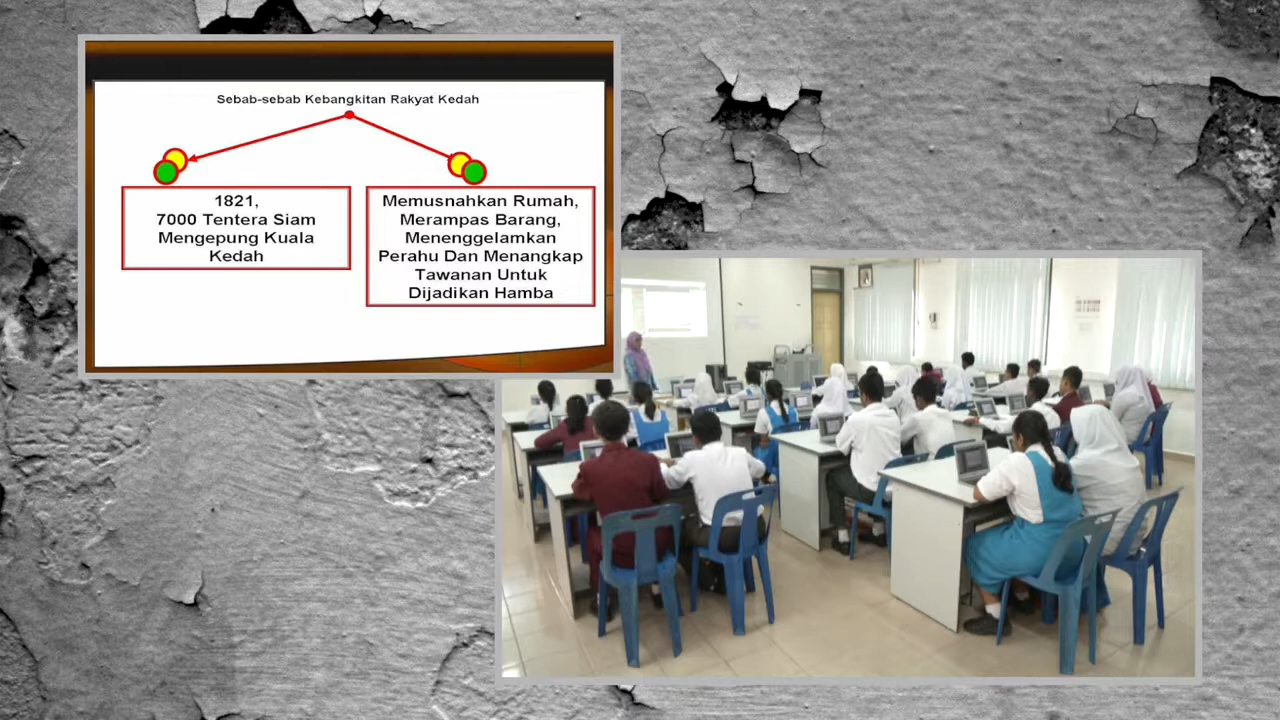 Sebab-sebab Kebangkitan Rakyat Kedah
1821,
7000 Tentera Siam
Mengepung Kuala
Kedah
Memusnahkan Rumah,
Merampas Barang,
Menenggelamkan
Perahu Dan Menangkap
Tawanan Untuk
Dijadikan Hamba